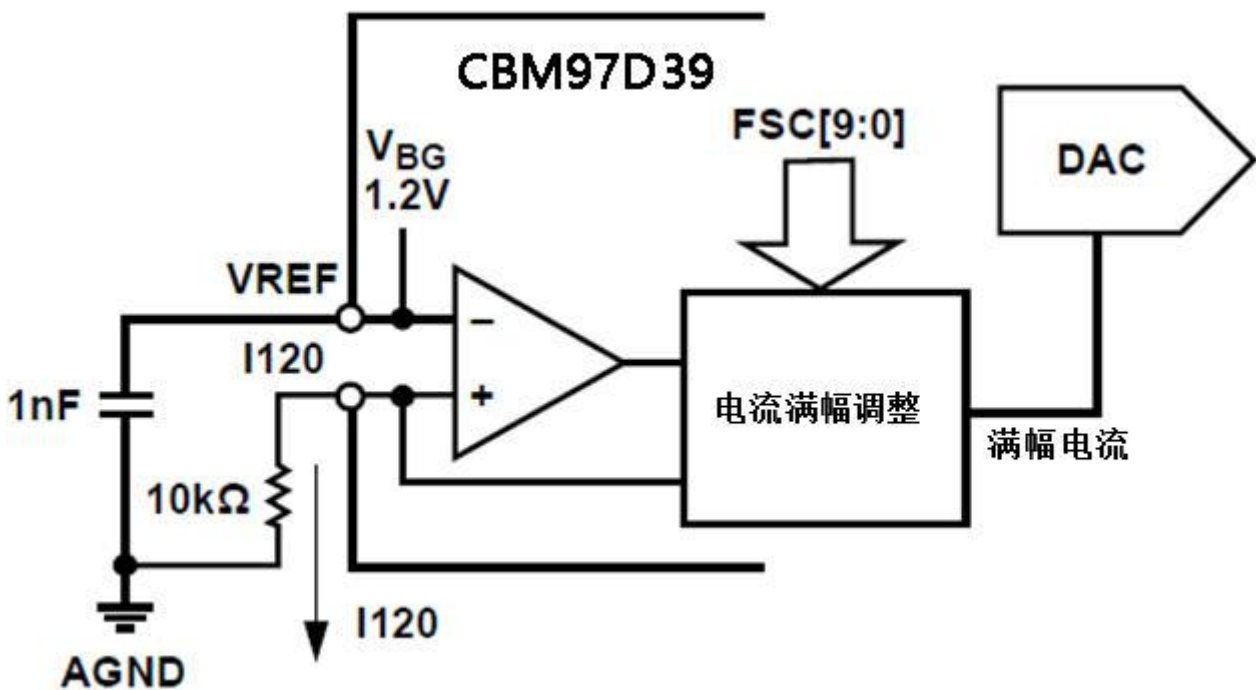 CBM97D39
FSC[9:0]
DAC
VBG
1.2V
VREF
I120
1nF
10kΩ
−
+
电流满幅调整
满幅电流
I120
AGND